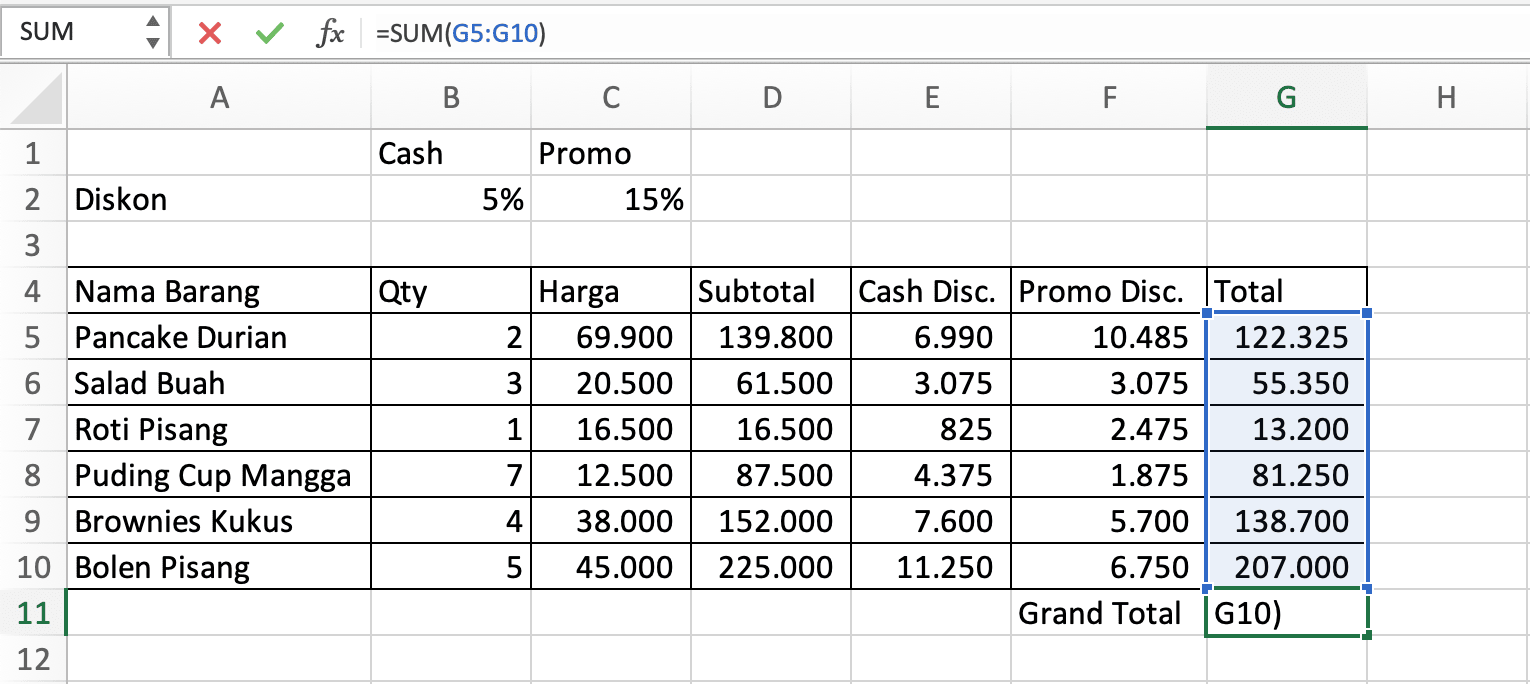 SUM fx =SUM(G5:G10)
A B C D E F G H
1 Cash Promo
2 Diskon 5% 15%
3
4 Nama Barang Qty Harga Subtotal Cash Disc. Promo Disc. Total
5 Pancake Durian 2 69.900 139.800 6.990 10.485 122.325
6 Salad Buah 3 20.500 61.500 3.075 3.075 55.350
7 Roti Pisang 1 16.500 16.500 825 2.475 13.200
8 Puding Cup Mangga 7 12.500 87.500 4.375 1.875 81.250
9 Brownies Kukus 4 38.000 152.000 7.600 5.700 138.700
10 Bolen Pisang 5 45.000 225.000 11.250 6.750 207.000
11 Grand Total G10)
12